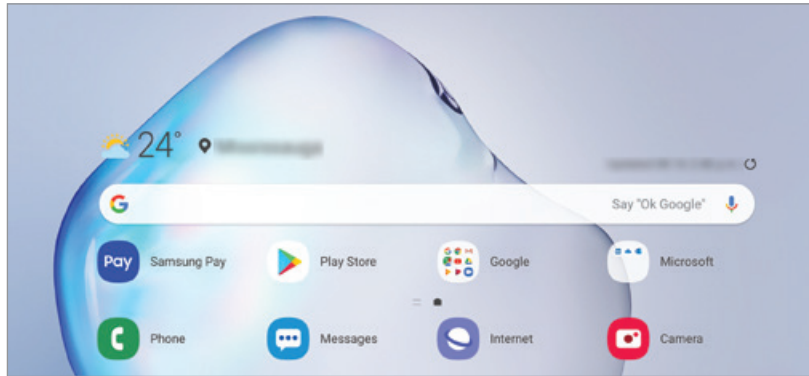 24°
Say "Ok Google"
Pay Samsung Pay
Play Store
Google
Microsoft
Phone
Messages
Internet
Camera